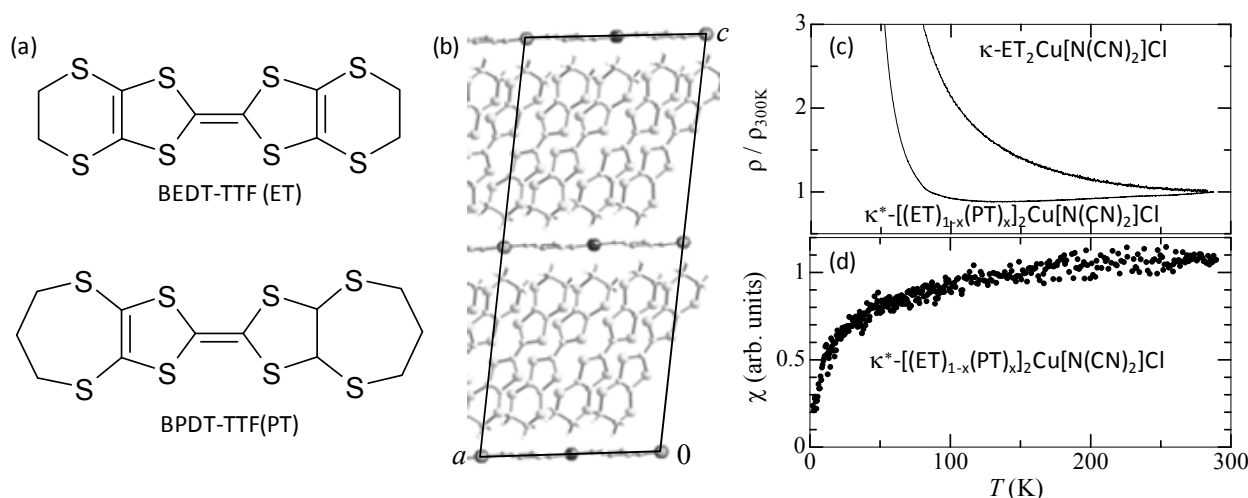 (a)
S S S S
S S S S
BEDT-TTF (ET)
S S S S
S S S S
BPDT-TTF(PT)
(b)
c
a
0
(c)
κ-ET₂Cu[N(CN)₂]Cl
3
2
1
ρ / ρ₃₀₀K
κ*-[(ET)₁₋ₓ(PT)ₓ]₂Cu[N(CN)₂]Cl
(d)
1
0.5
0
χ (arb. units)
κ*-[(ET)₁₋ₓ(PT)ₓ]₂Cu[N(CN)₂]Cl
0 100 200 300
T (K)